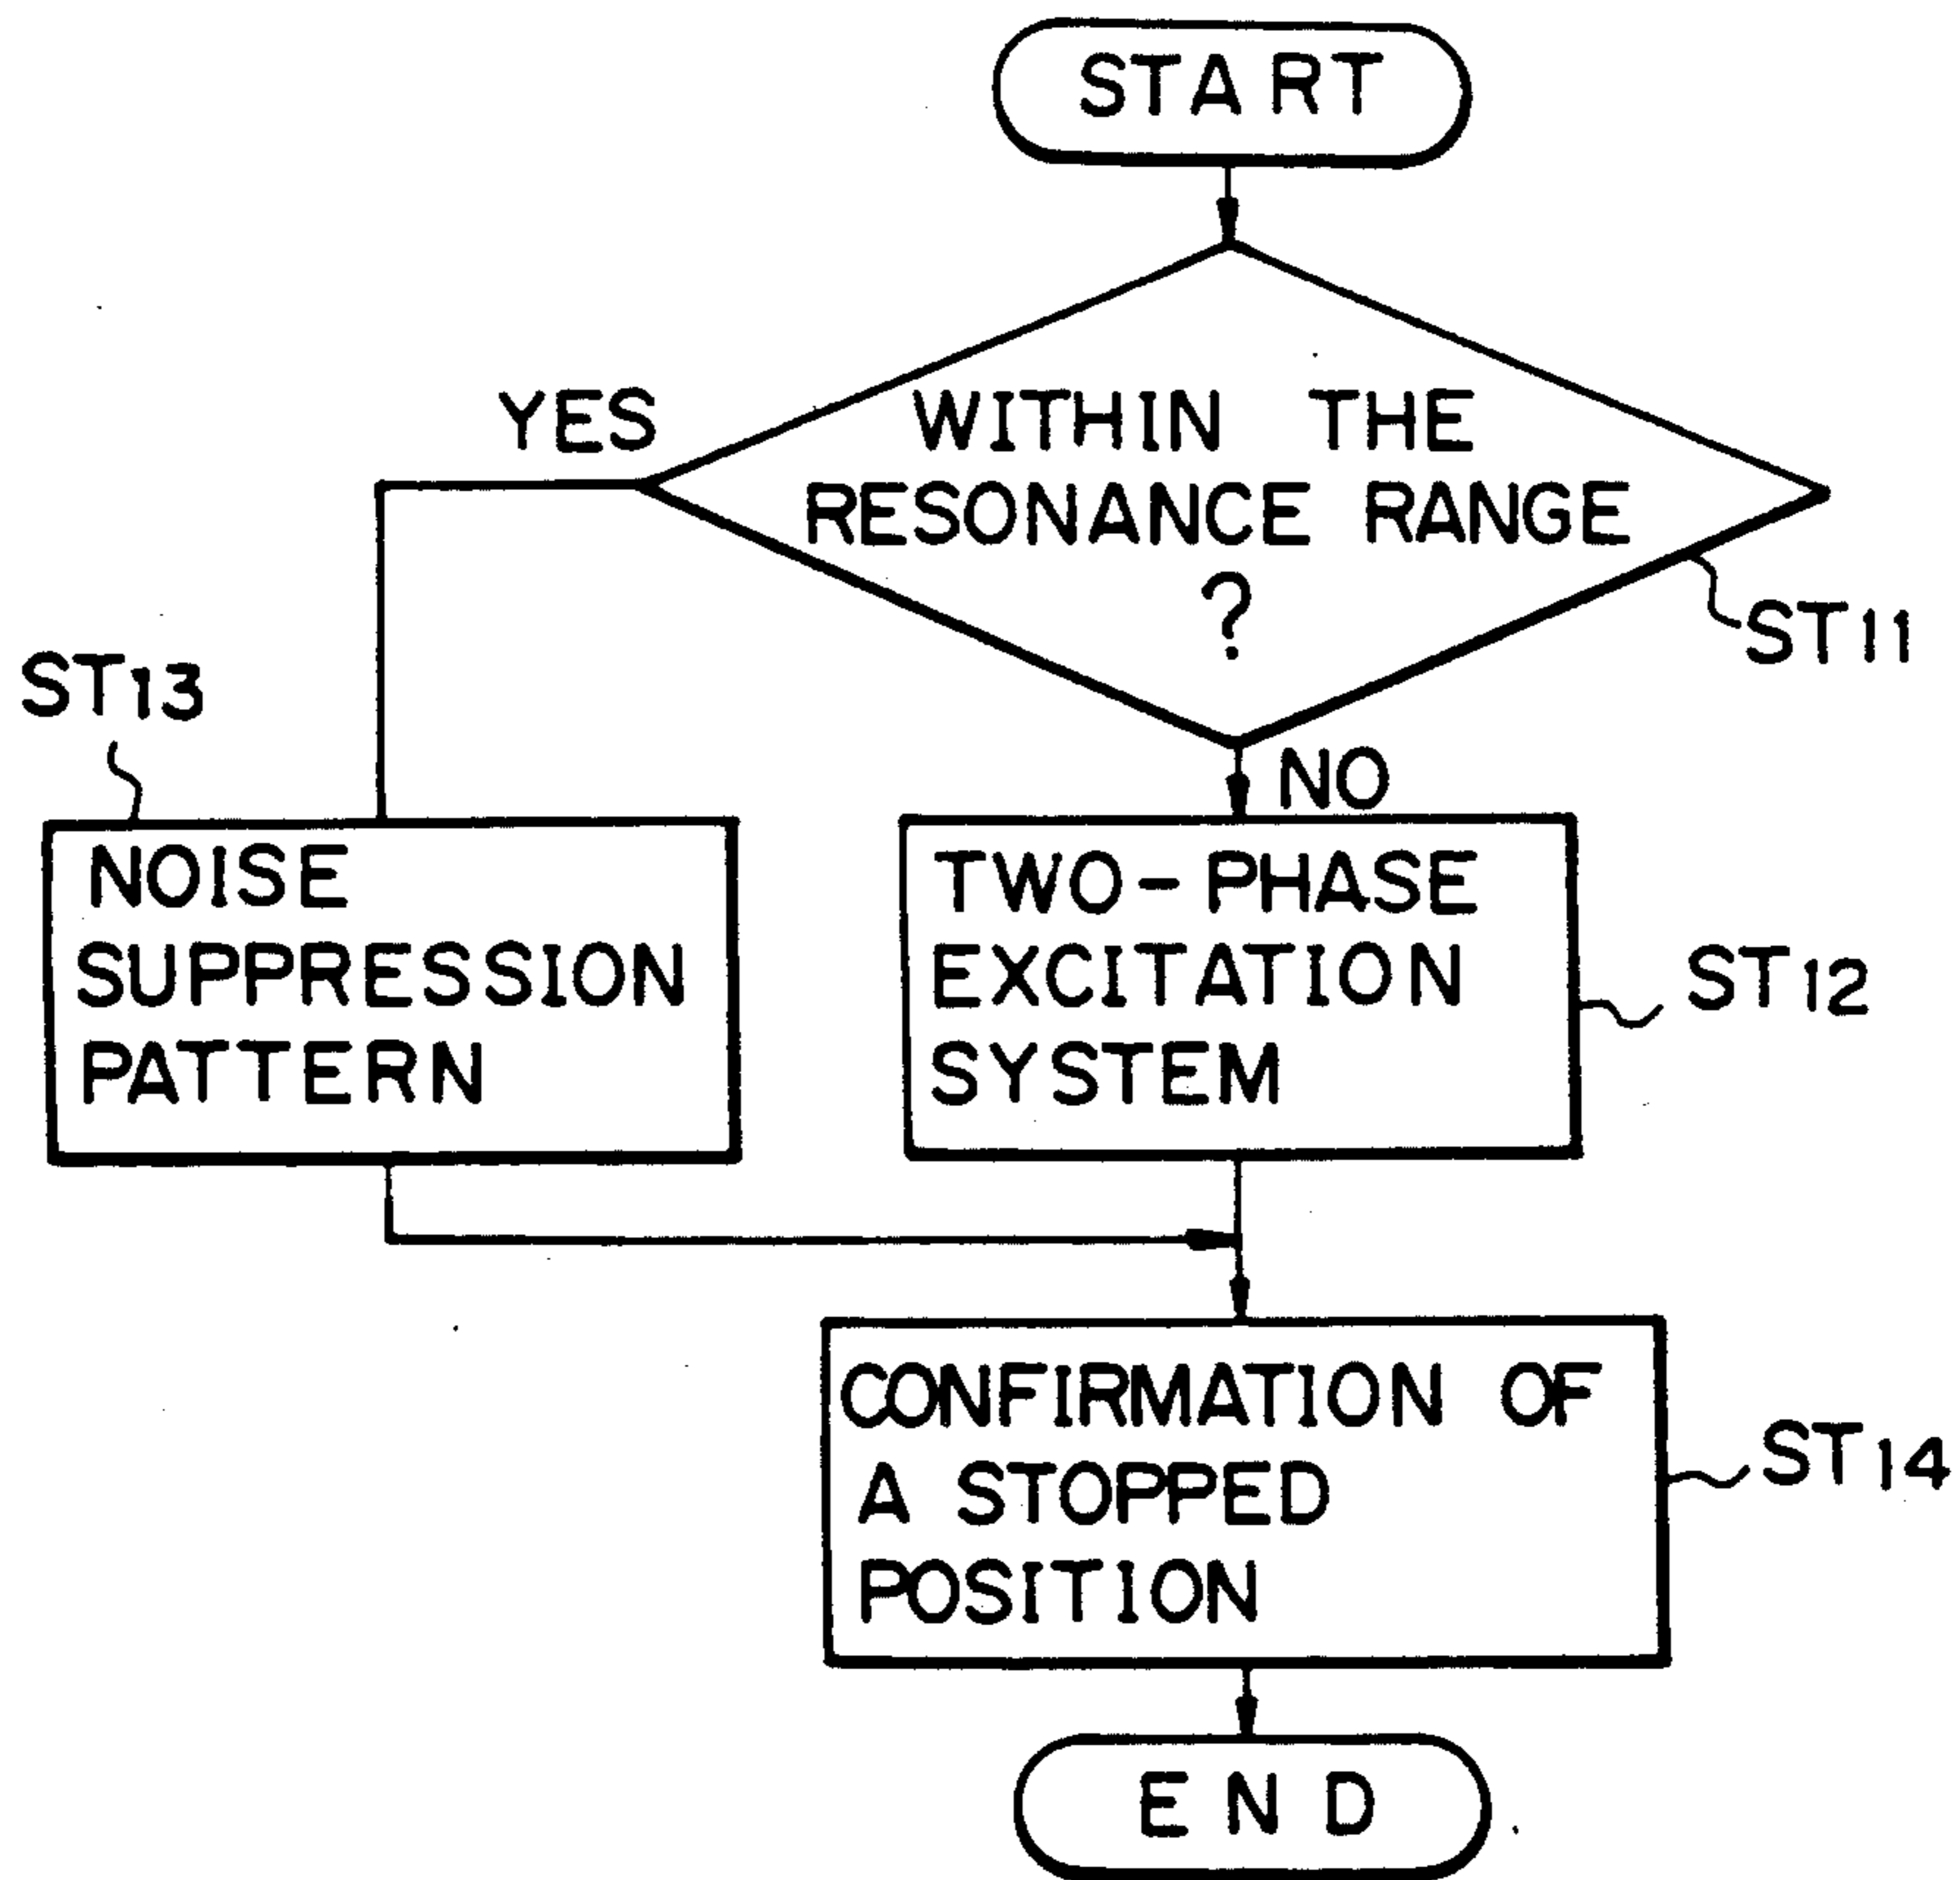 START
YES
WITHIN THE
RESONANCE RANGE
?
ST11
NO
ST13
NOISE
SUPPRESSION
PATTERN
TWO-PHASE
EXCITATION
SYSTEM
ST12
CONFIRMATION OF
A STOPPED
POSITION
ST14
END